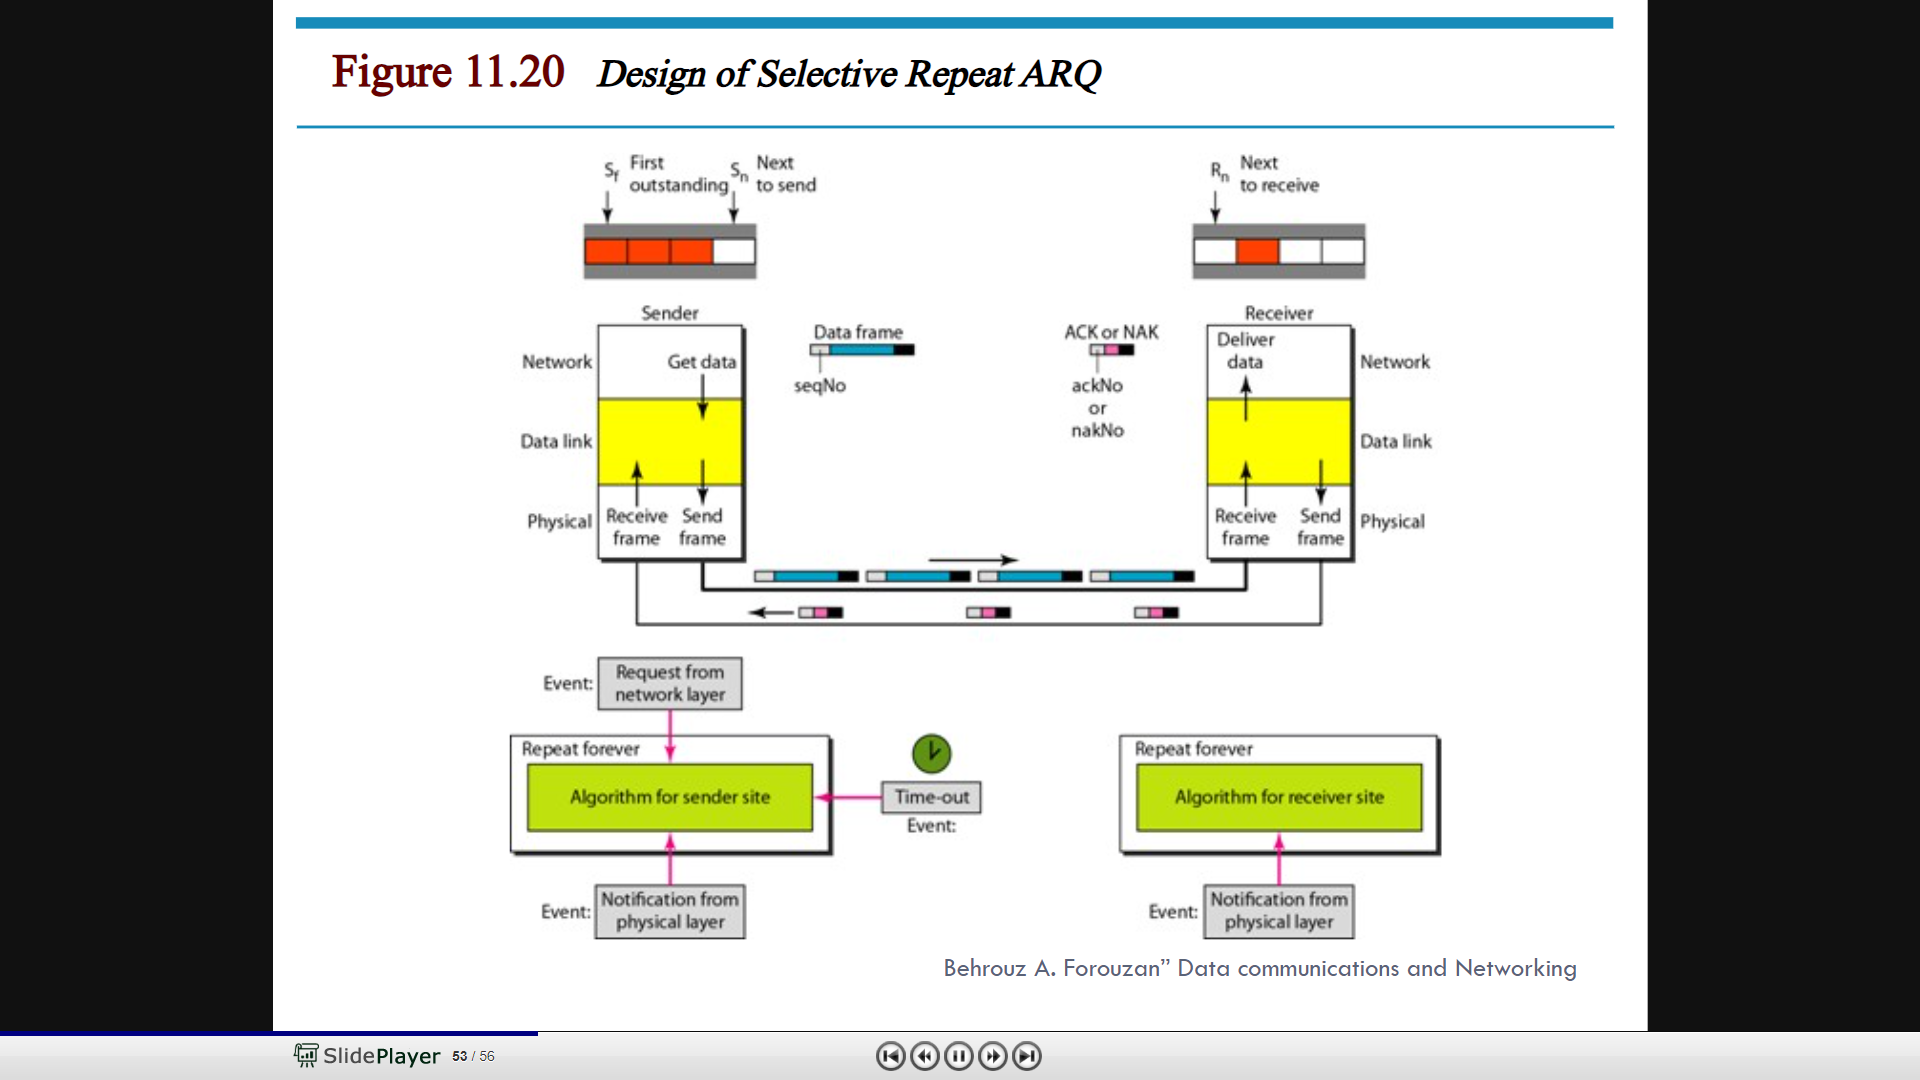 Figure 11.20 Design of Selective Repeat ARQ
Sf First outstanding
Sn Next to send
Rn Next to receive
Sender
Receiver
Network
Get data
Data link
Physical
Receive frame
Send frame
Data frame
seqNo
ACK or NAK
ackNo
or
nakNo
Deliver
data
Network
Data link
Receive frame
Send frame
Physical
Event:
Request from
network layer
Repeat forever
Algorithm for sender site
Time-out
Event:
Event:
Notification from
physical layer
Repeat forever
Algorithm for receiver site
Event:
Notification from
physical layer
Behrouz A. Forouzan” Data communications and Networking
SlidePlayer 53 / 56